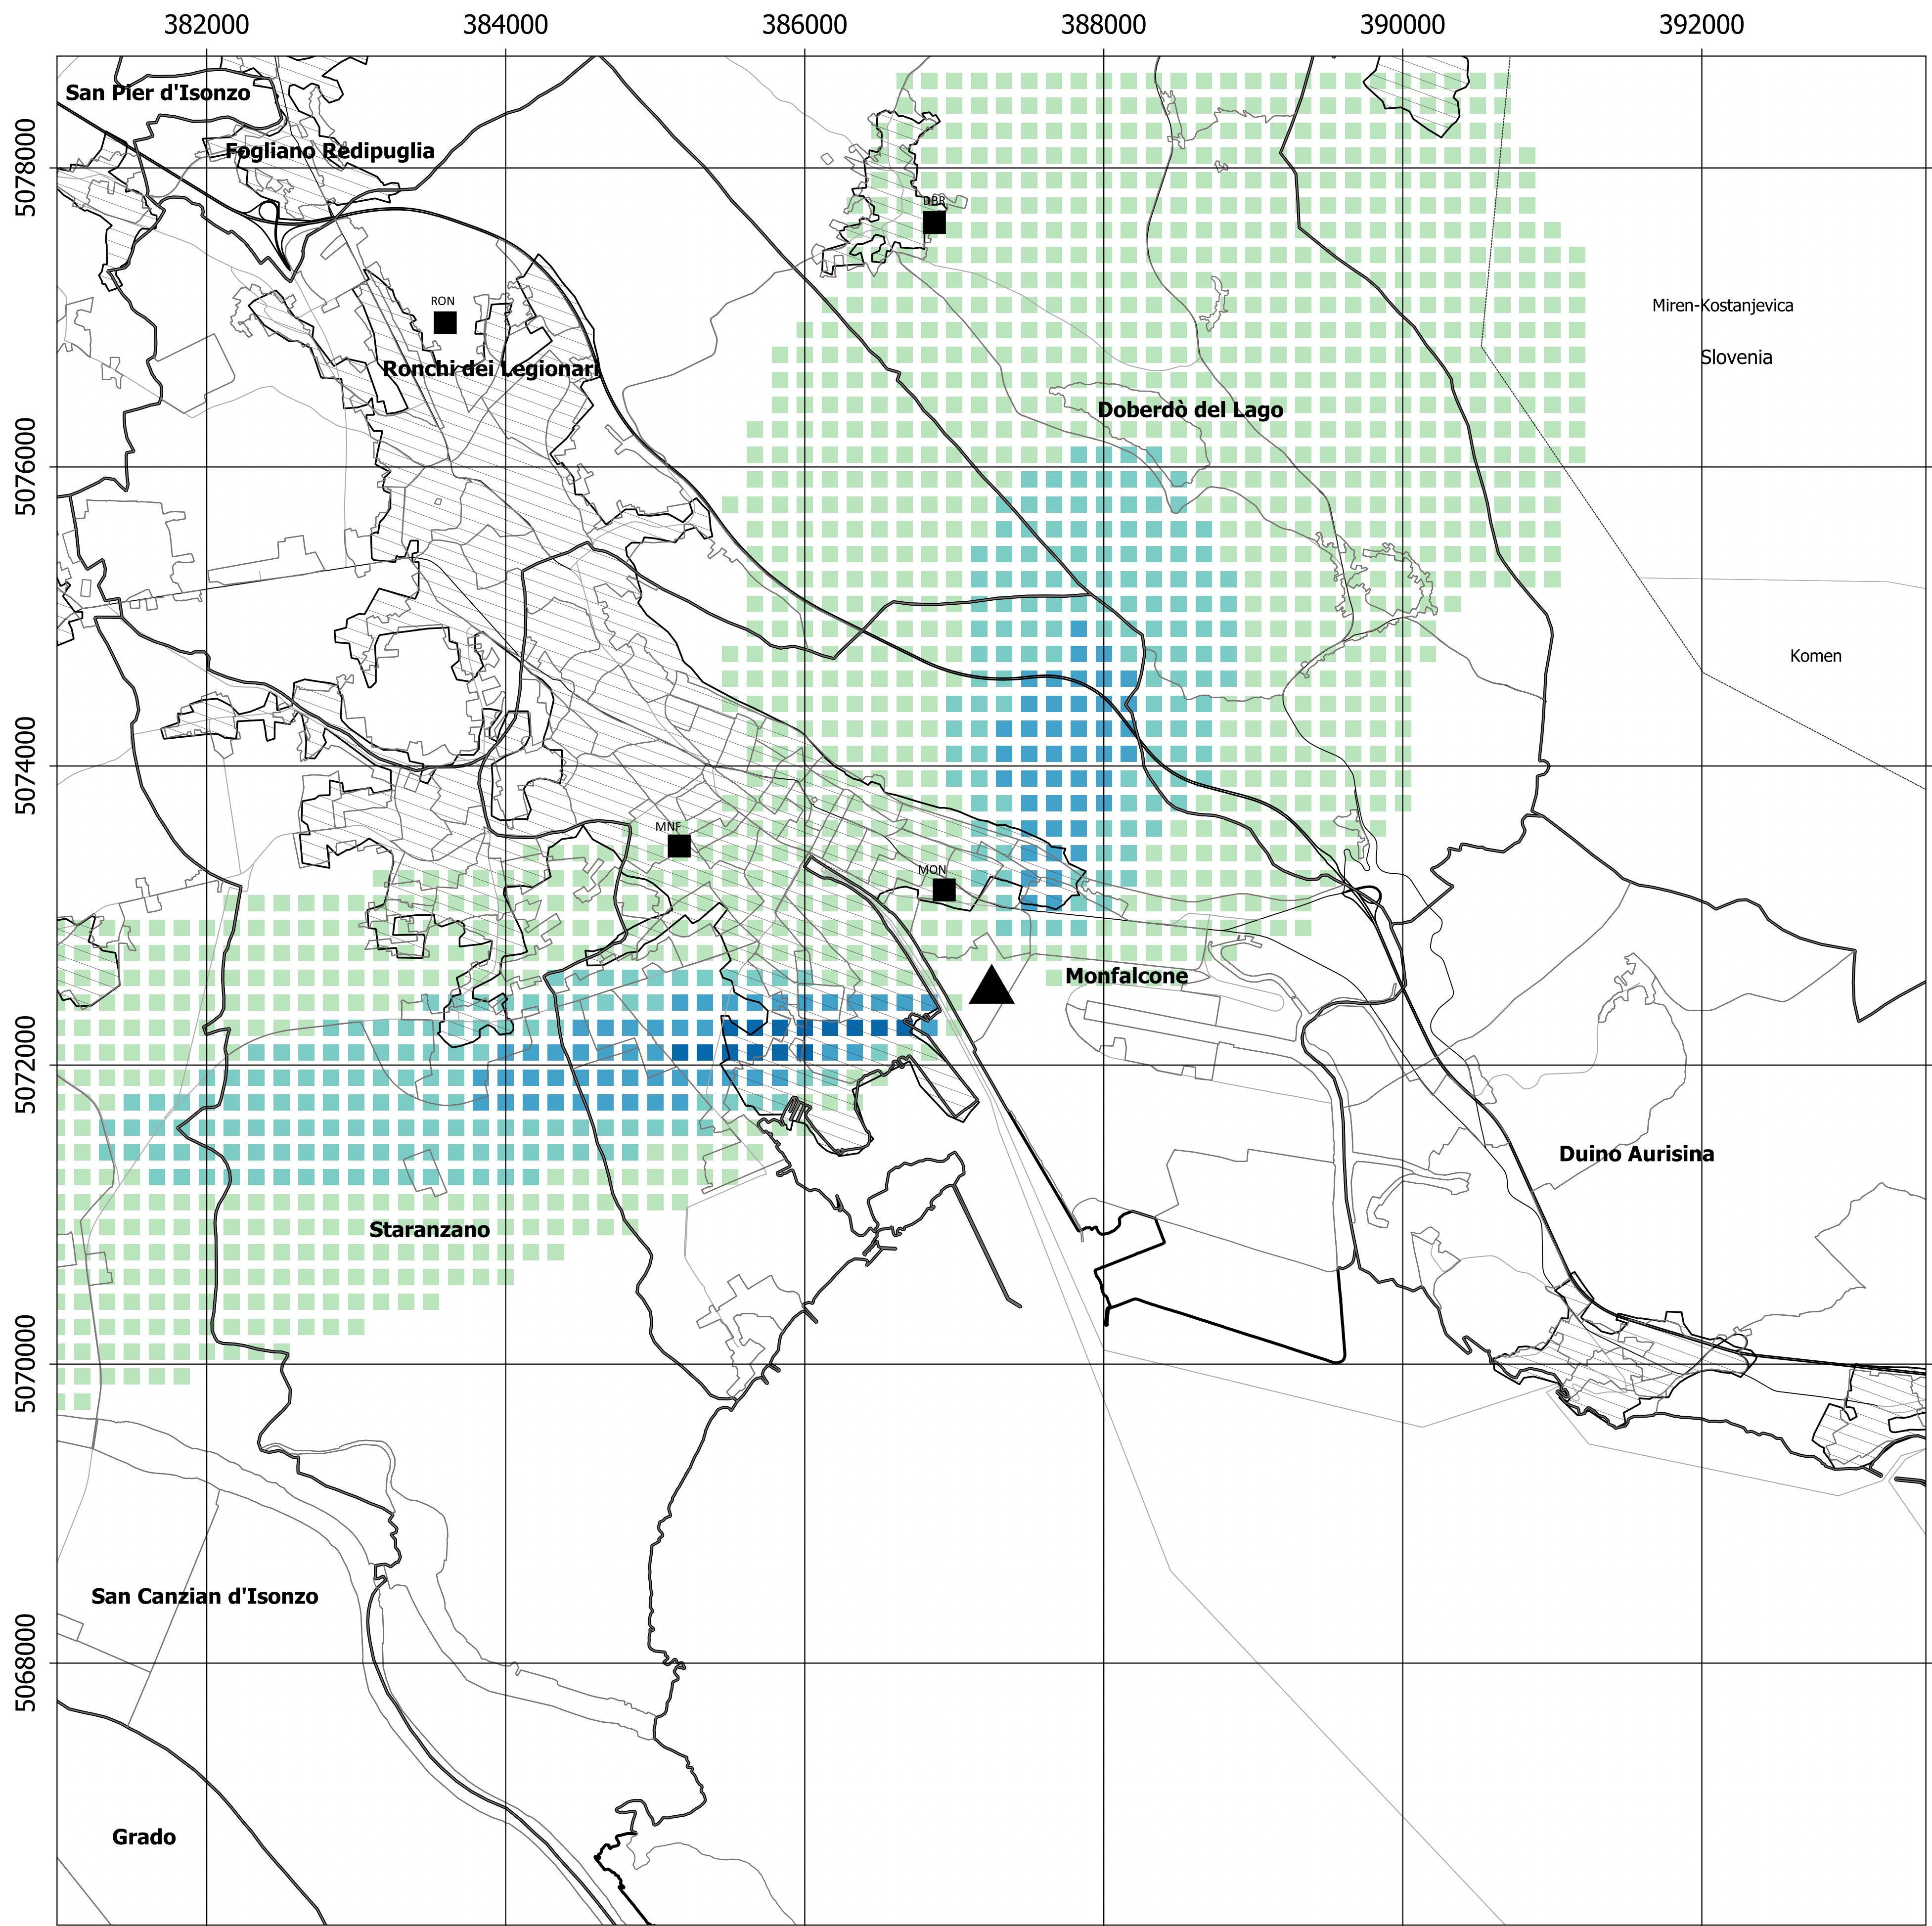 382000 384000 386000 388000 390000 392000
San Pier d'Isonzo
Fogliano Redipuglia
5078000
DBR
RON
Miren-Kostanjevica
Slovenia
Ronchi dei Legionari
Doberdò del Lago
5076000
Komen
5074000
MNF
MON
Monfalcone
5072000
Duino Aurisina
Staranzano
5070000
San Canzian d'Isonzo
5068000
Grado